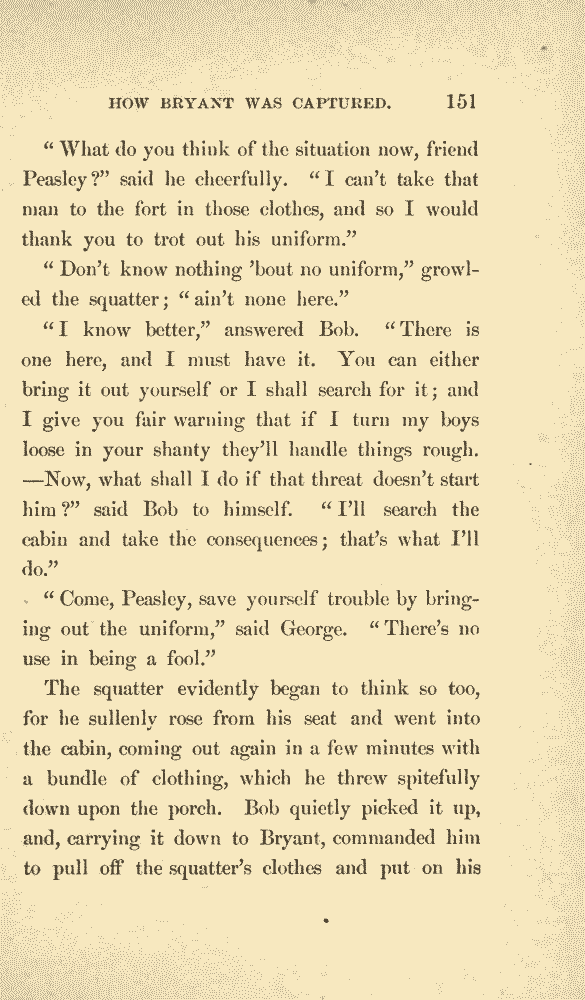 HOW BRYANT WAS CAPTURED. 151
“ What do you think of the situation now, friend
Peasley ?” said he cheerfully. “ I can’t take that
man to the fort in those clothes, and so I would
thank you to trot out his uniform.”
“ Don’t know nothing ’bout no uniform,” growl-
ed the squatter ; “ ain’t none here.”
“ I know better,” answered Bob. “ There is
one here, and I must have it. You can either
bring it out yourself or I shall search for it ; and
I give you fair warning that if I turn my boys
loose in your shanty they’ll handle things rough.
—Now, what shall I do if that threat doesn’t start
him ?” said Bob to himself. “ I’ll search the
cabin and take the consequences ; that’s what I’ll
do.”
“ Come, Peasley, save yourself trouble by bring-
ing out the uniform,” said George. “ There’s no
use in being a fool.”
The squatter evidently began to think so too,
for he sullenly rose from his seat and went into
the cabin, coming out again in a few minutes with
a bundle of clothing, which he threw spitefully
down upon the porch. Bob quietly picked it up,
and, carrying it down to Bryant, commanded him
to pull off the squatter’s clothes and put on his